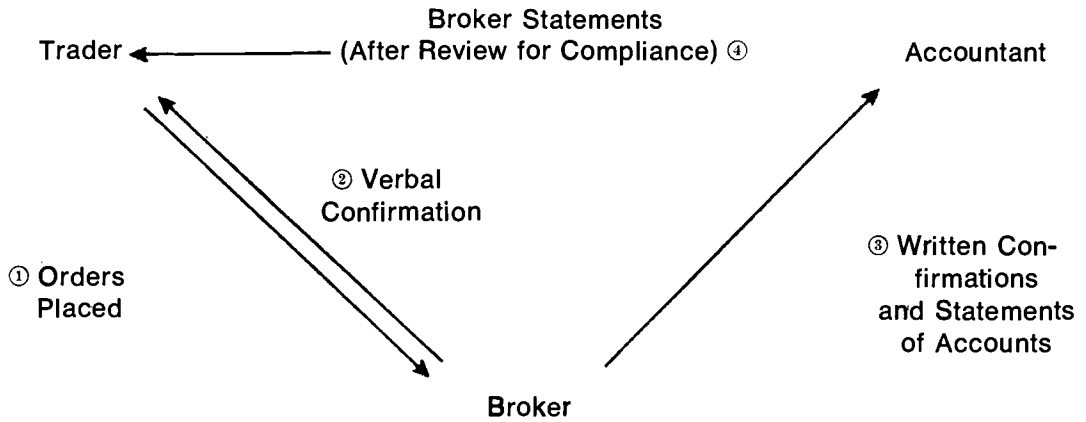 Broker Statements
Trader
(After Review for Compliance) ④
Accountant
② Verbal
Confirmation
① Orders
Placed
③ Written Con-
firmations
and Statements
of Accounts
Broker